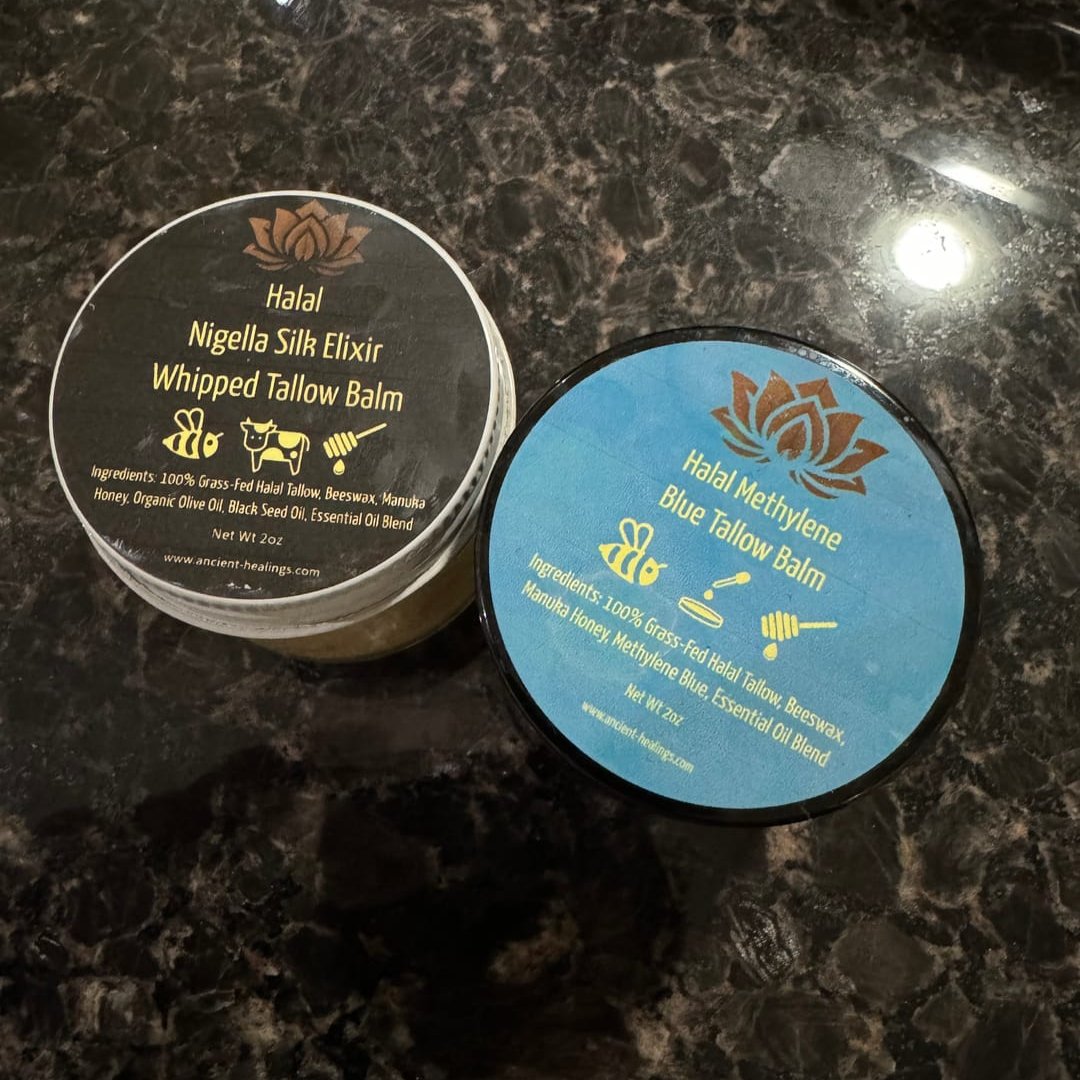 Halal
Nigella Silk Elixir
Whipped Tallow Balm
Ingredients: 100% Grass-Fed Halal Tallow, Beeswax, Manuka
Honey, Organic Olive Oil, Black Seed Oil, Essential Oil Blend
Net Wt 2oz
www.ancient-healings.com
Halal Methylene
Blue Tallow Balm
Ingredients: 100% Grass-Fed Halal Tallow, Beeswax,
Manuka Honey, Methylene Blue, Essential Oil Blend
Net Wt 2oz
www.ancient-healings.com